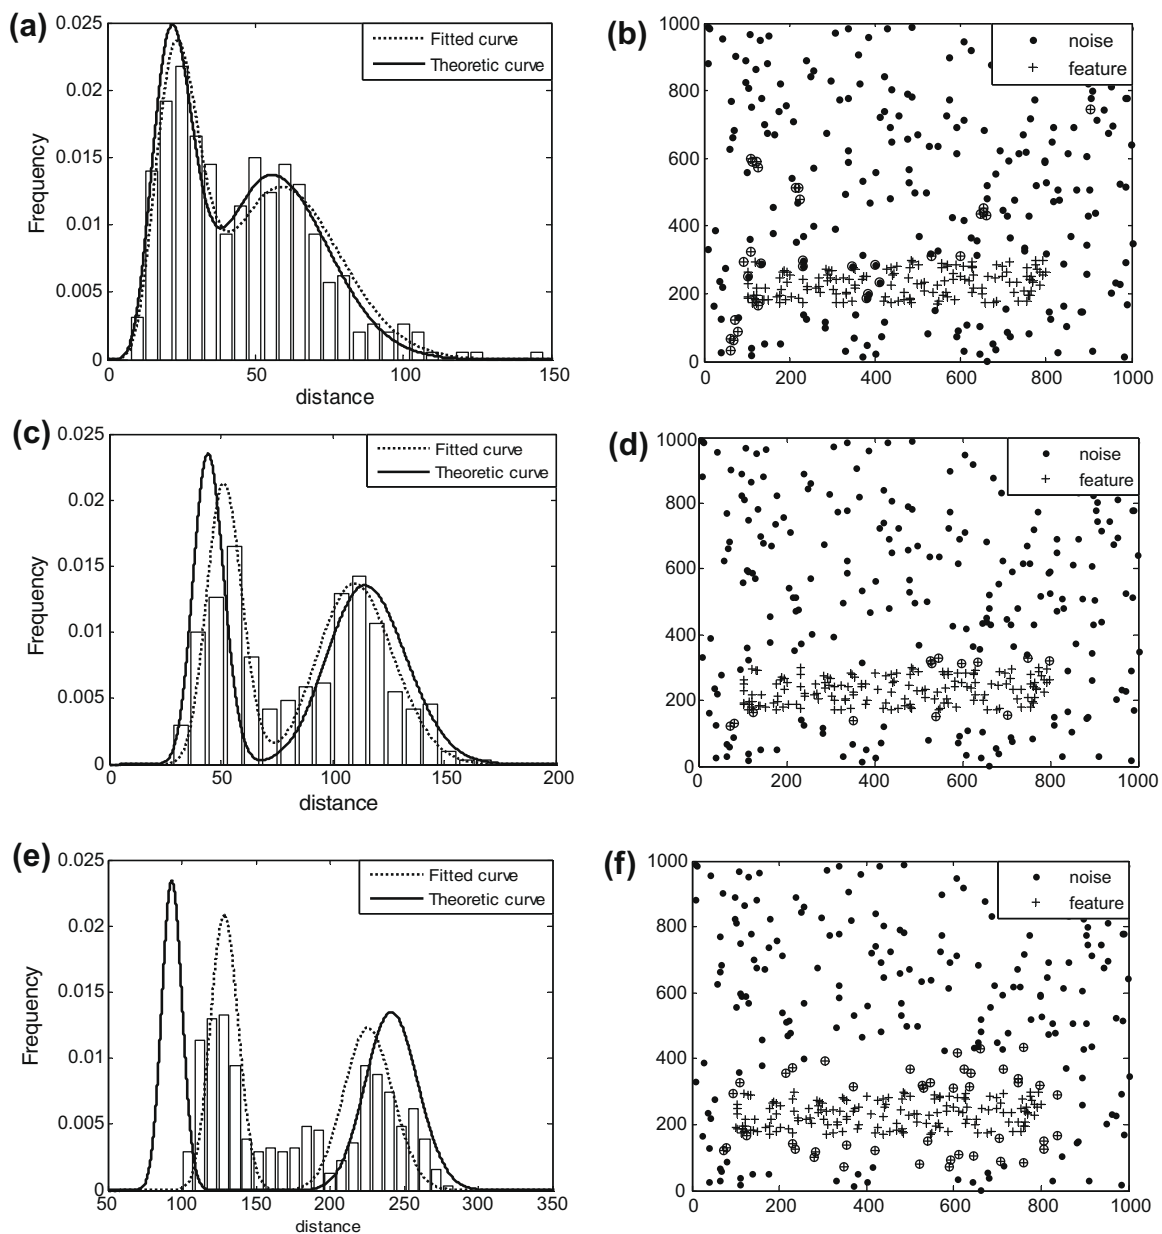 (a)
0.025
0.02
0.015
0.01
0.005
0
Frequency
Fitted curve
Theoretic curve
0 50 100 150
distance
(b)
1000
800
600
400
200
0
noise
feature
0 200 400 600 800 1000
(c)
0.025
0.02
0.015
0.01
0.005
0
Frequency
Fitted curve
Theoretic curve
0 50 100 150 200
distance
(d)
1000
800
600
400
200
0
noise
feature
0 200 400 600 800 1000
(e)
0.025
0.02
0.015
0.01
0.005
0
Frequency
Fitted curve
Theoretic curve
50 100 150 200 250 300 350
distance
(f)
1000
800
600
400
200
0
noise
feature
0 200 400 600 800 1000